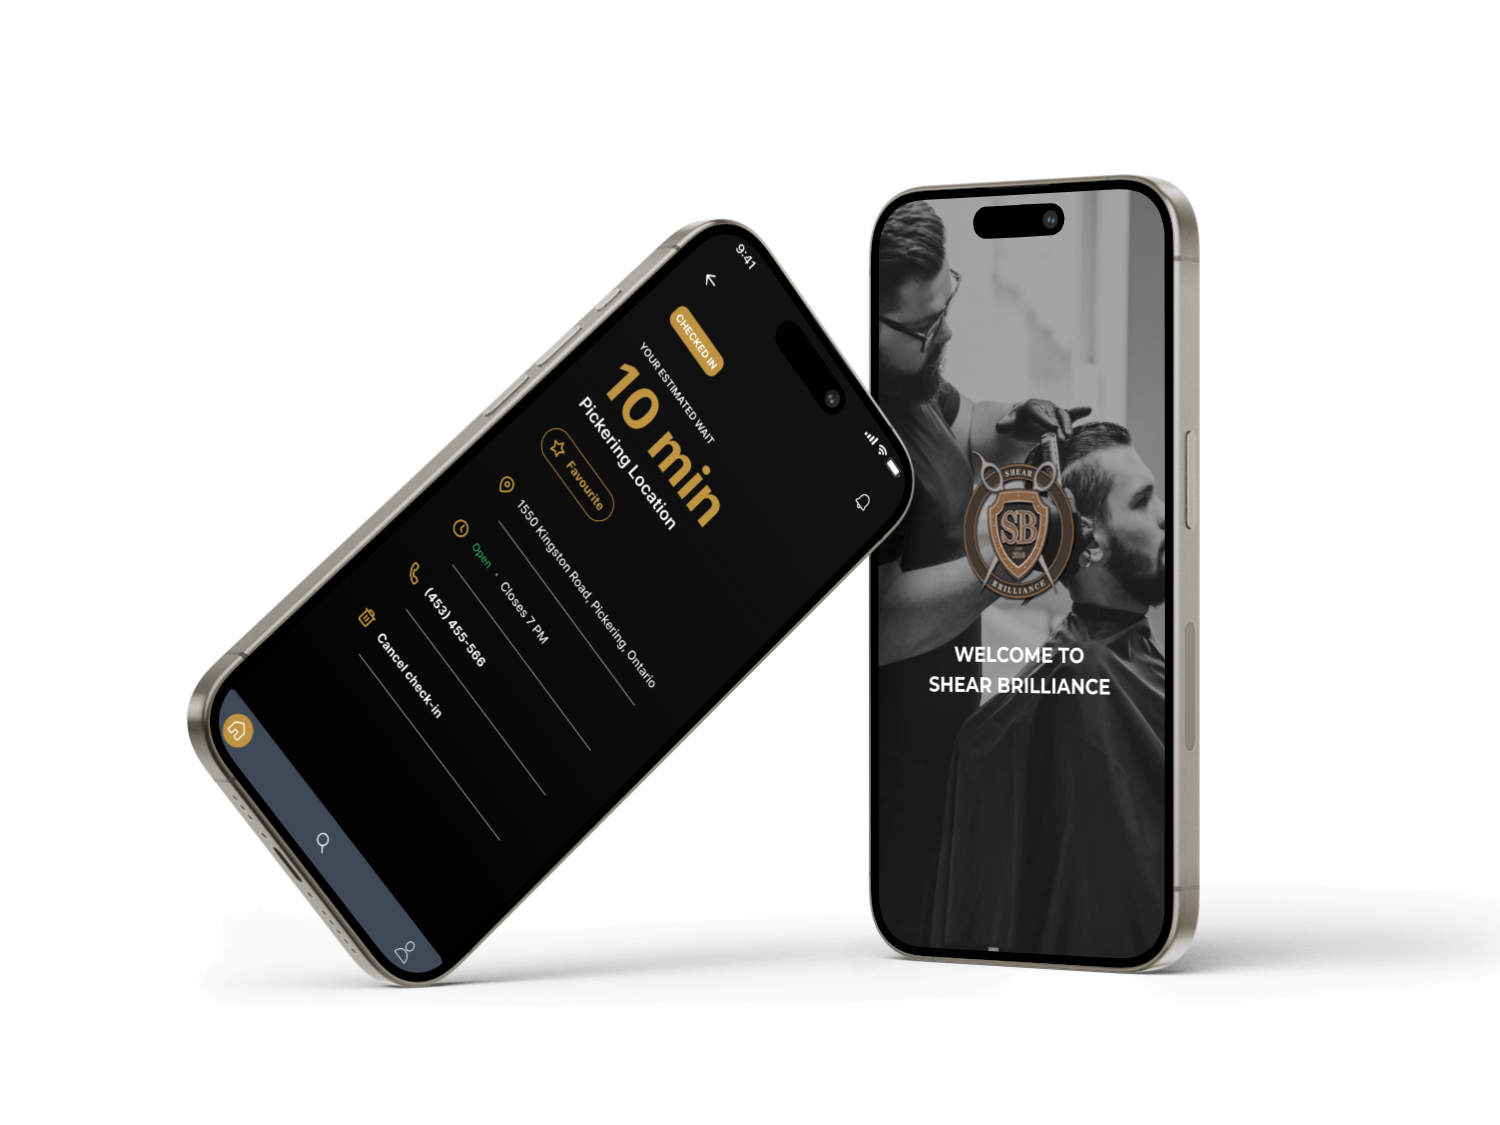 9:41
CHECKED IN
YOUR ESTIMATED WAIT
10 min
Pickering Location
Favourite
1550 Kingston Road, Pickering, Ontario
Open · Closes 7 PM
(453) 455-566
Cancel check-in
SHEAR
SB
2018
BRILLIANCE
WELCOME TO
SHEAR BRILLIANCE